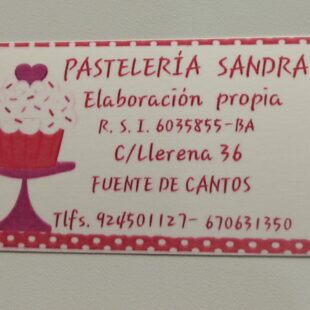 PASTELERÍA SANDRA
Elaboración propia
R. S. I. 6035855-BA
C/Llerena 36
FUENTE DE CANTOS
Tlfs. 924501127- 670631350